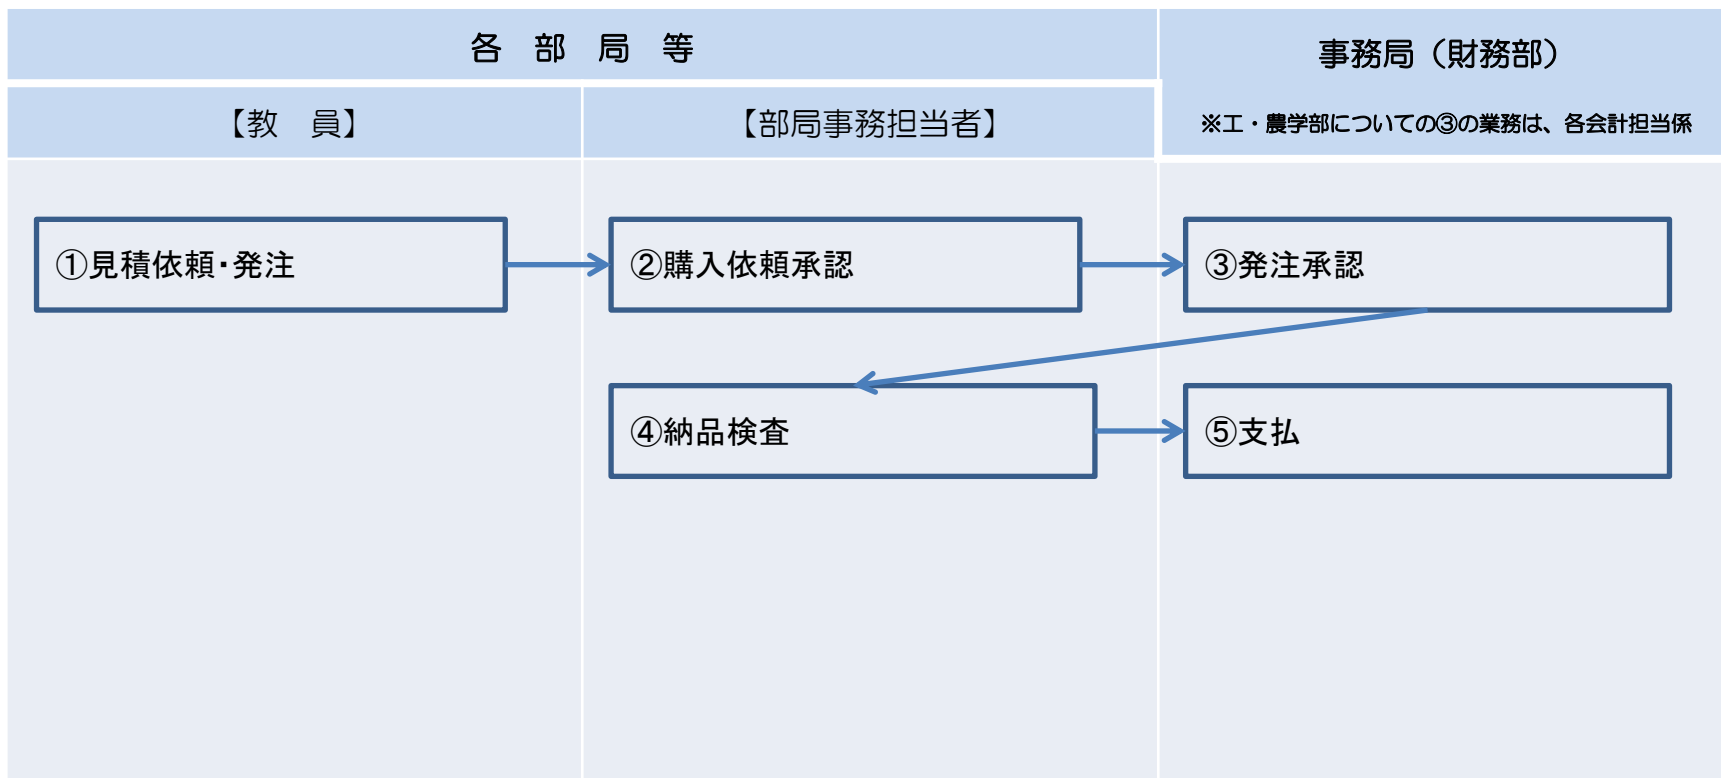 各　部　局　等
事務局（財務部）
【教　員】
【部局事務担当者】
※工・農学部についての③の業務は、各会計担当係
①見積依頼・発注
②購入依頼承認
③発注承認
④納品検査
⑤支払